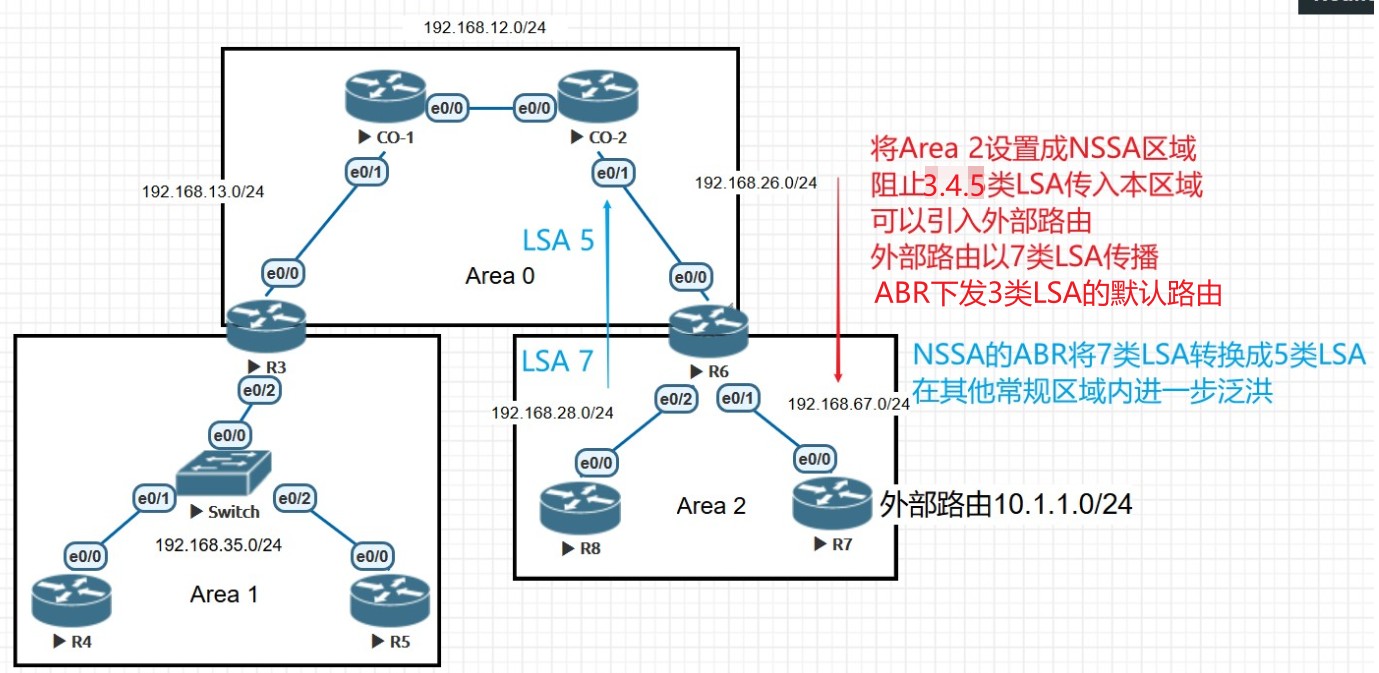 192.168.12.0/24
e0/0
e0/0
▶ CO-1
▶ CO-2
e0/1
e0/1
192.168.13.0/24
192.168.26.0/24
将Area 2设置成NSSA区域
阻止3.4.5类LSA传入本区域
可以引入外部路由
外部路由以7类LSA传播
ABR下发3类LSA的默认路由
LSA 5
Area 0
e0/0
e0/0
LSA 7
▶ R3
▶ R6
NSSA的ABR将7类LSA转换成5类LSA
在其他常规区域内进一步泛洪
e0/2
e0/2
e0/1
192.168.28.0/24
192.168.67.0/24
e0/0
e0/0
e0/0
e0/1
e0/2
▶ Switch
Area 2
外部路由10.1.1.0/24
192.168.35.0/24
▶ R8
▶ R7
e0/0
e0/0
Area 1
▶ R4
▶ R5